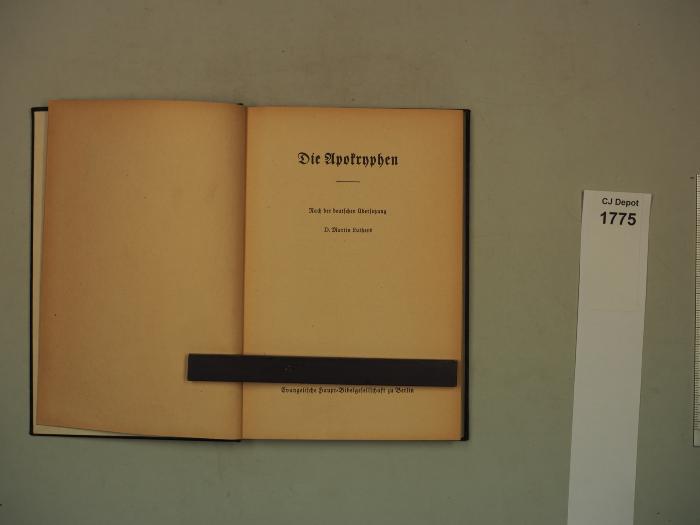 Die Apokryphen
Nach der deutschen Übersetzung
D. Martin Luthers
Evangelische Haupt-Bibelgesellschaft zu Berlin
CJ Depot
1775